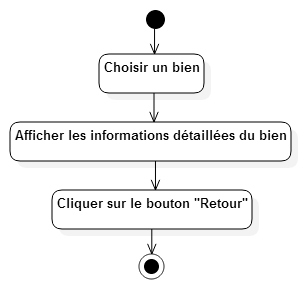 Choisir un bien
Afficher les informations détaillées du bien
Cliquer sur le bouton "Retour"